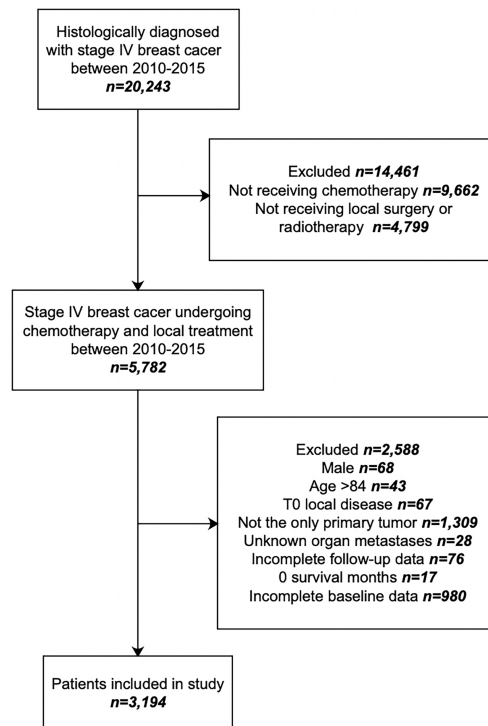 Histologically diagnosed
with stage IV breast cacer
between 2010-2015
n=20,243
Excluded n=14,461
Not receiving chemotherapy n=9,662
Not receiving local surgery or
radiotherapy n=4,799
Stage IV breast cacer undergoing
chemotherapy and local treatment
between 2010-2015
n=5,782
Excluded n=2,588
Male n=68
Age >84 n=43
T0 local disease n=67
Not the only primary tumor n=1,309
Unknown organ metastases n=28
Incomplete follow-up data n=76
0 survival months n=17
Incomplete baseline data n=980
Patients included in study
n=3,194